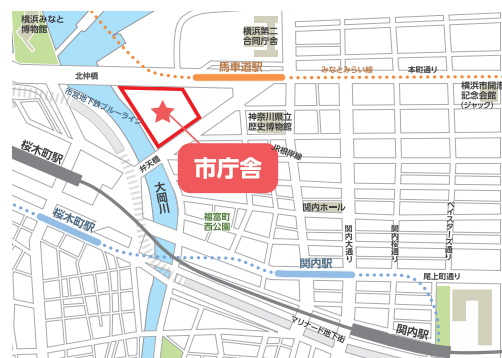 横浜みなと
博物館
横浜第二
合同庁舎
北仲橋
馬車道駅
みなとみらい線
本町通り
横浜市開港
記念会館
(ジャック)
市営地下鉄ブルーライン
神奈川県立
歴史博物館
JR根岸線
桜木町駅
弁天橋
市庁舎
大岡川
桜木町駅
福富町
西公園
関内ホール
関内大通り
関内桜通り
ベイスターズ通り
関内駅
尾上町通り
マリナード地下街
関内駅